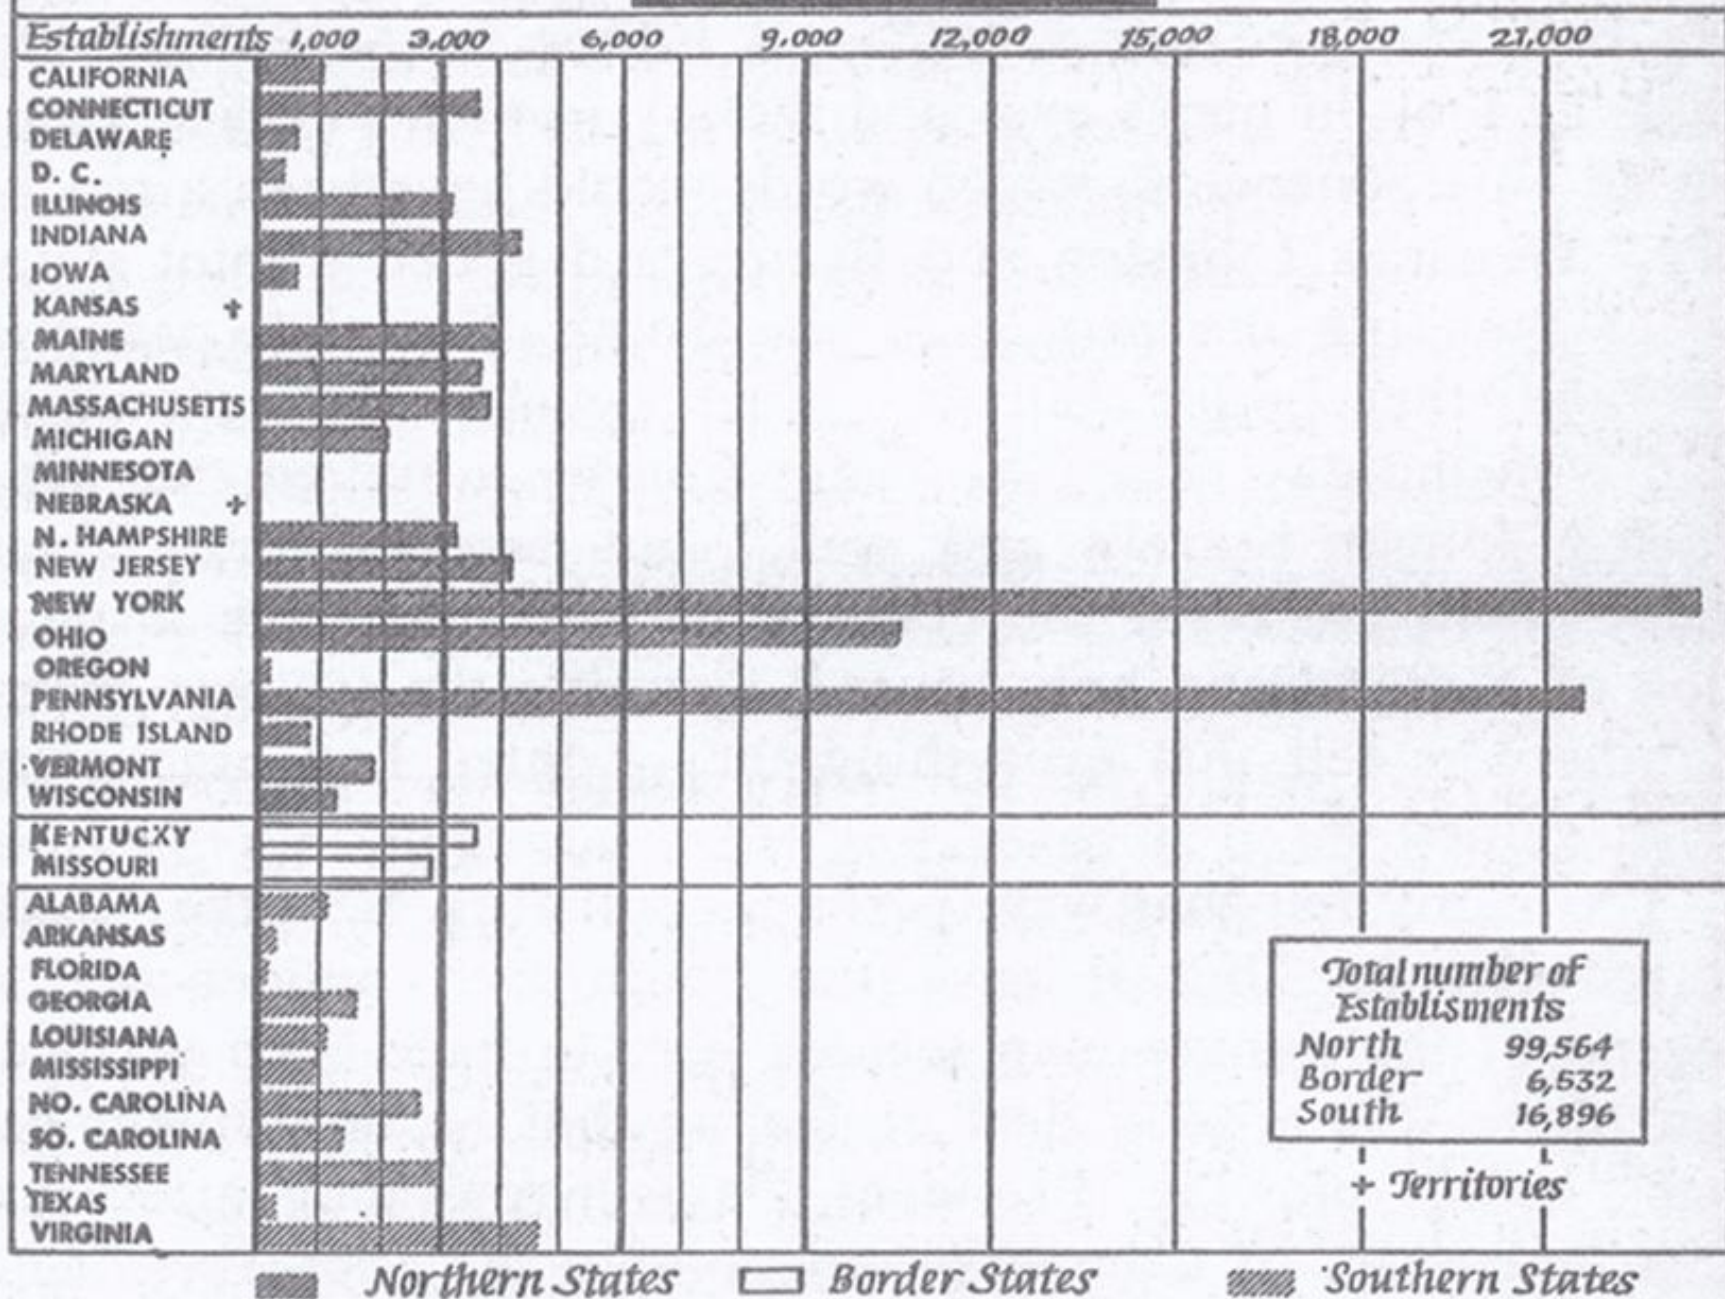 Establishments 1,000 3,000 6,000 9,000 12,000 15,000 18,000 21,000
CALIFORNIA
CONNECTICUT
DELAWARE
D. C.
ILLINOIS
INDIANA
IOWA
KANSAS +
MAINE
MARYLAND
MASSACHUSETTS
MICHIGAN
MINNESOTA
NEBRASKA +
N. HAMPSHIRE
NEW JERSEY
NEW YORK
OHIO
OREGON
PENNSYLVANIA
RHODE ISLAND
VERMONT
WISCONSIN
KENTUCXY
MISSOURI
ALABAMA
ARKANSAS
FLORIDA
GEORGIA
LOUISIANA
MISSISSIPPI
NO. CAROLINA
SO. CAROLINA
TENNESSEE
TEXAS
VIRGINIA
Total number of
Establisments
North 99,564
Border 6,532
South 16,896
+ Territories
Northern States Border States Southern States